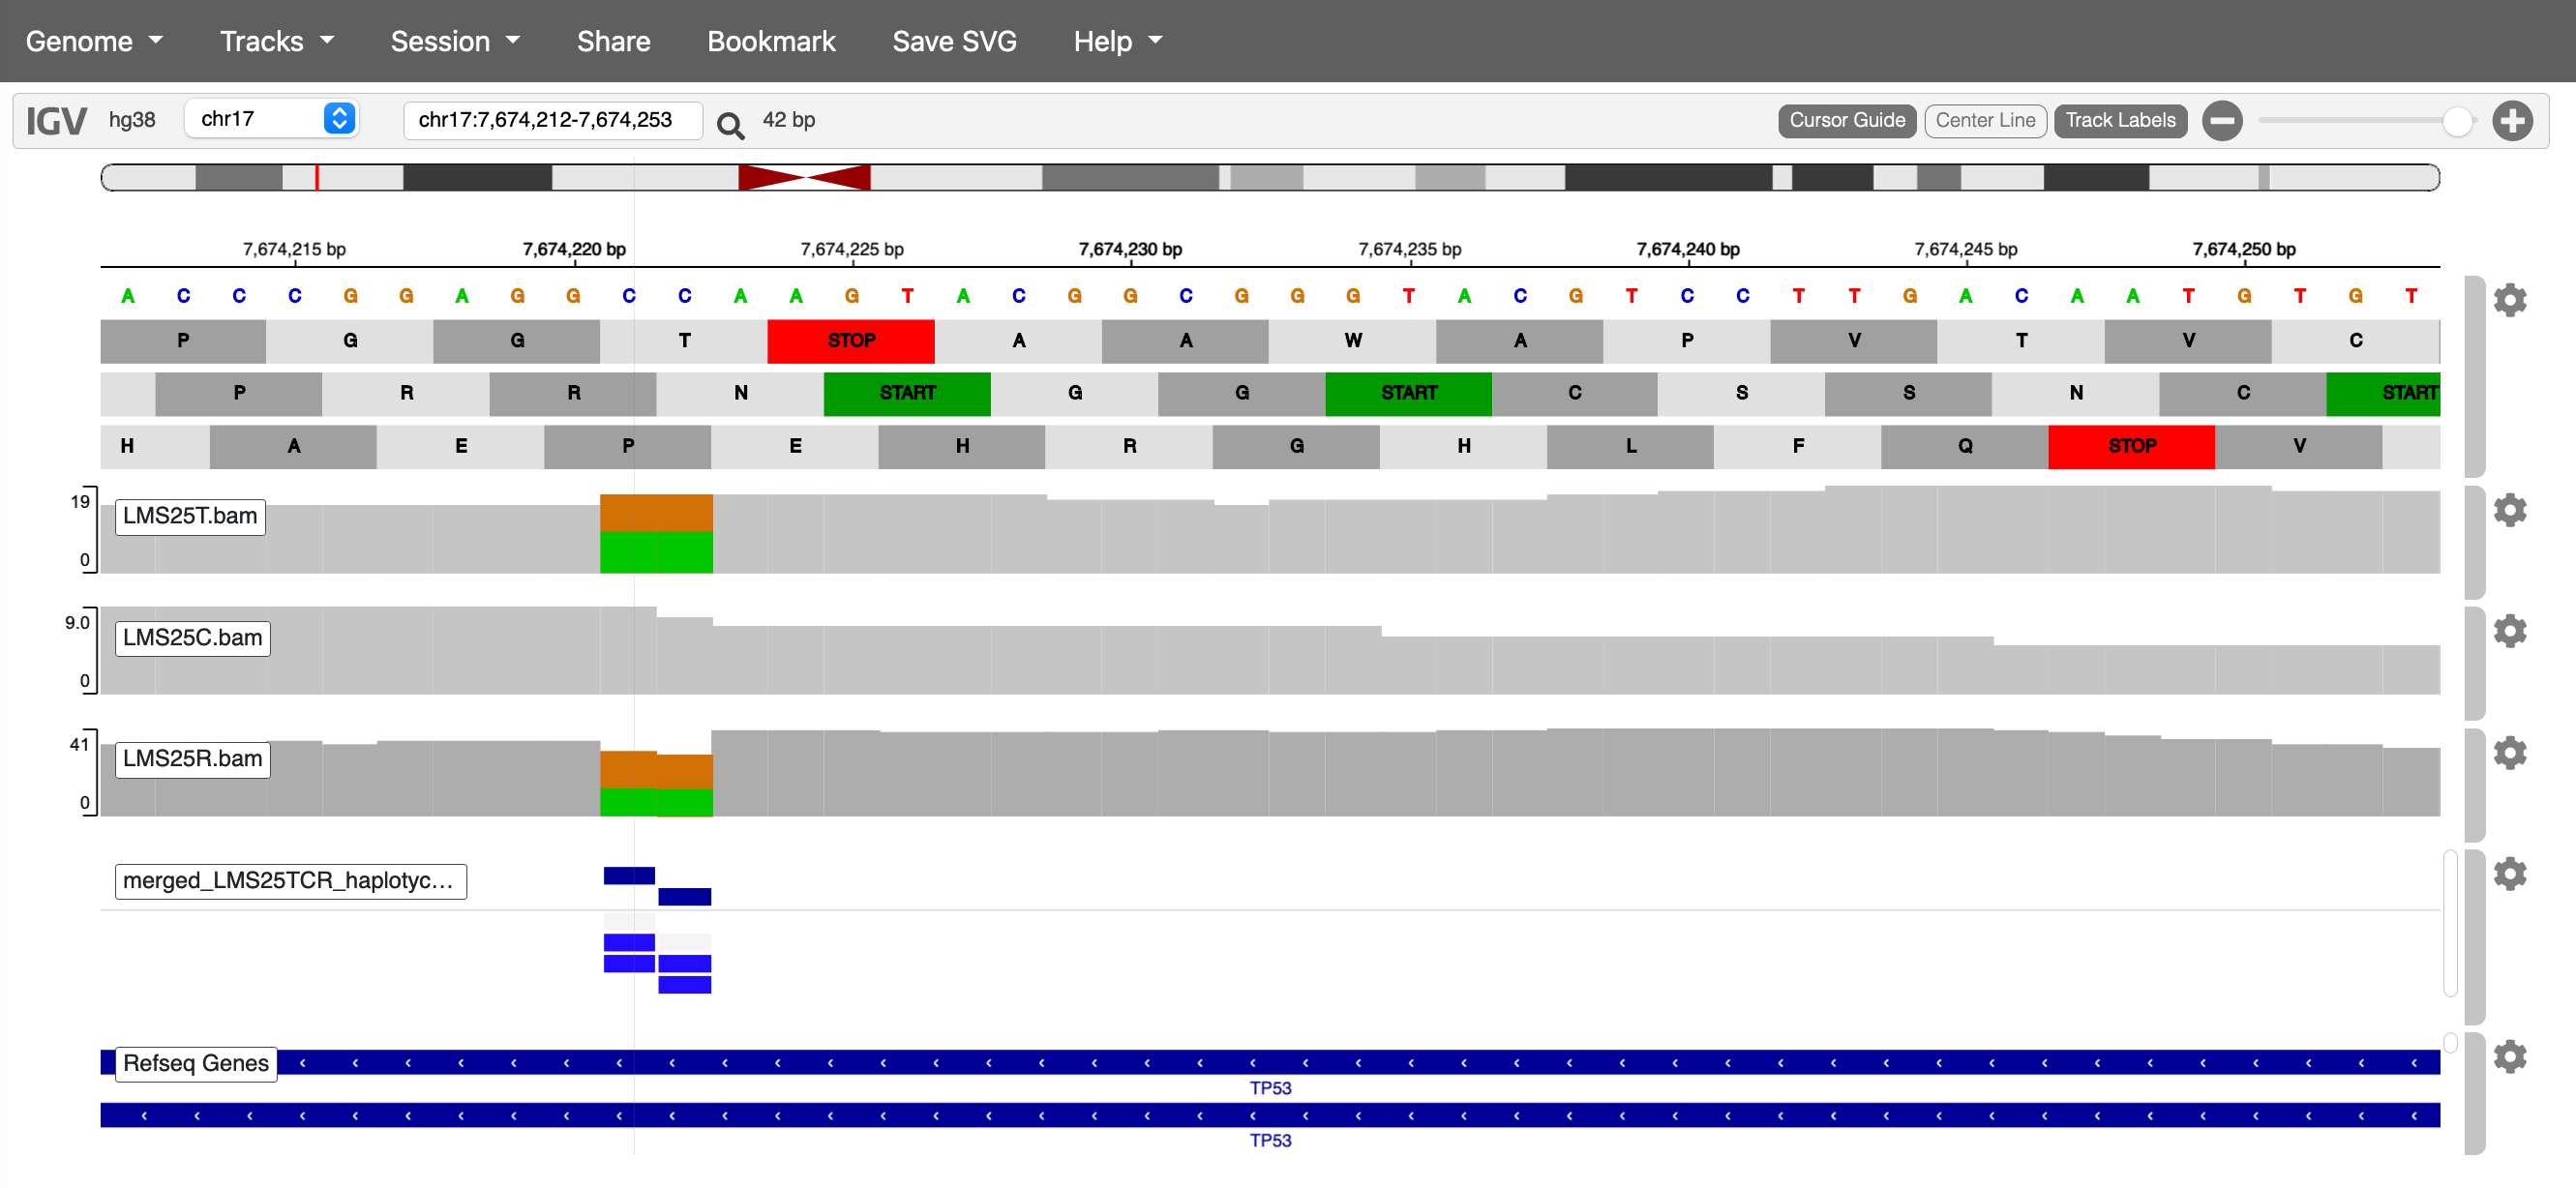 Genome Tracks Session Share Bookmark Save SVG Help
IGV hg38 chr17 chr17:7,674,212-7,674,253 42 bp Cursor Guide Center Line Track Labels
7,674,215 bp 7,674,220 bp 7,674,225 bp 7,674,230 bp 7,674,235 bp 7,674,240 bp 7,674,245 bp 7,674,250 bp
A C C C G G A G G C C A A G T A C G G C G G G T A C G T C C T T G A C A A T G T G T
P G G T STOP A A W A P V T V C
P R R N START G G START C S S N C START
H A E P E H R G H L F Q STOP V
19
LMS25T.bam
0
9.0
LMS25C.bam
0
41
LMS25R.bam
0
merged_LMS25TCR_haplotyc...
Refseq Genes
TP53
TP53